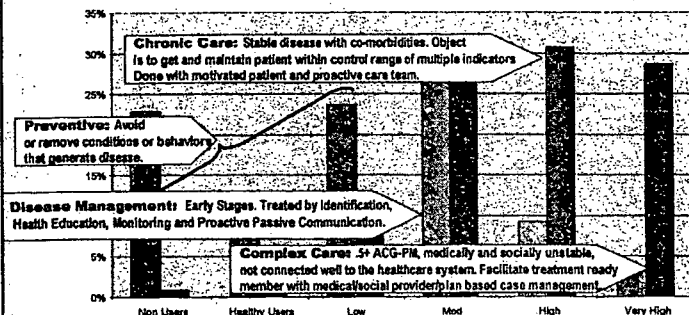 35%
Chronic Care: Stable disease with co-morbidities. Object
is to get and maintain patient within control range of multiple indicators
Done with motivated patient and proactive care team.
35%
25%
Preventive: Avoid
or remove conditions or behaviors
that generate disease.
15%
Disease Management: Early Stages. Treated by Identification,
Health Education, Monitoring and Proactive Passive Communication.
Complex Care: .5+ ACG-PM, medically and socially unstable,
not connected well to the healthcare system. Facilitate treatment ready
member with medical/social provider/plan based case management.
5%
0%
Non Users Healthy Users Low Mod High Very High